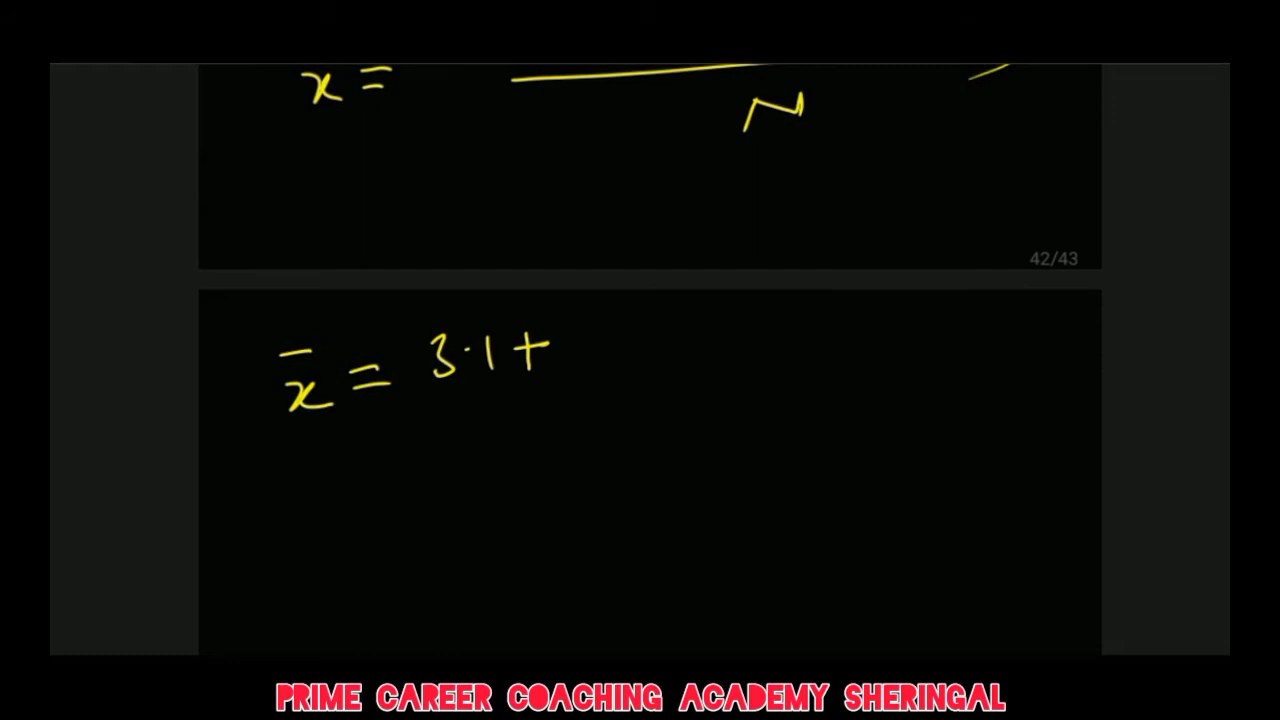 x =
N
42/43
x̄ = 3.1 +
PRIME CAREER COACHING ACADEMY SHERINGAL